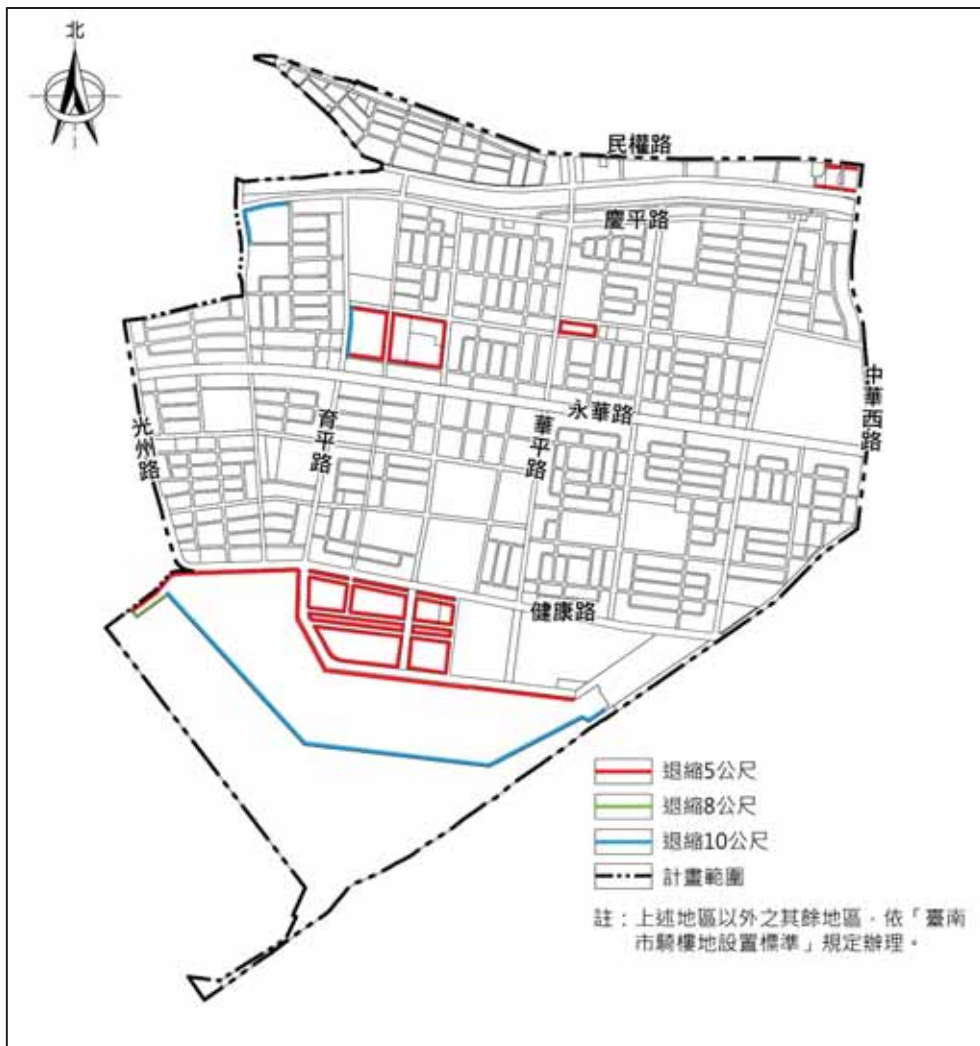 北
民權路
慶平路
中華西路
永華路
華平路
育平路
光州路
健康路
退縮5公尺
退縮8公尺
退縮10公尺
計畫範圍
註：上述地區以外之其餘地區，依「臺南
市騎樓地設置標準」規定辦理。